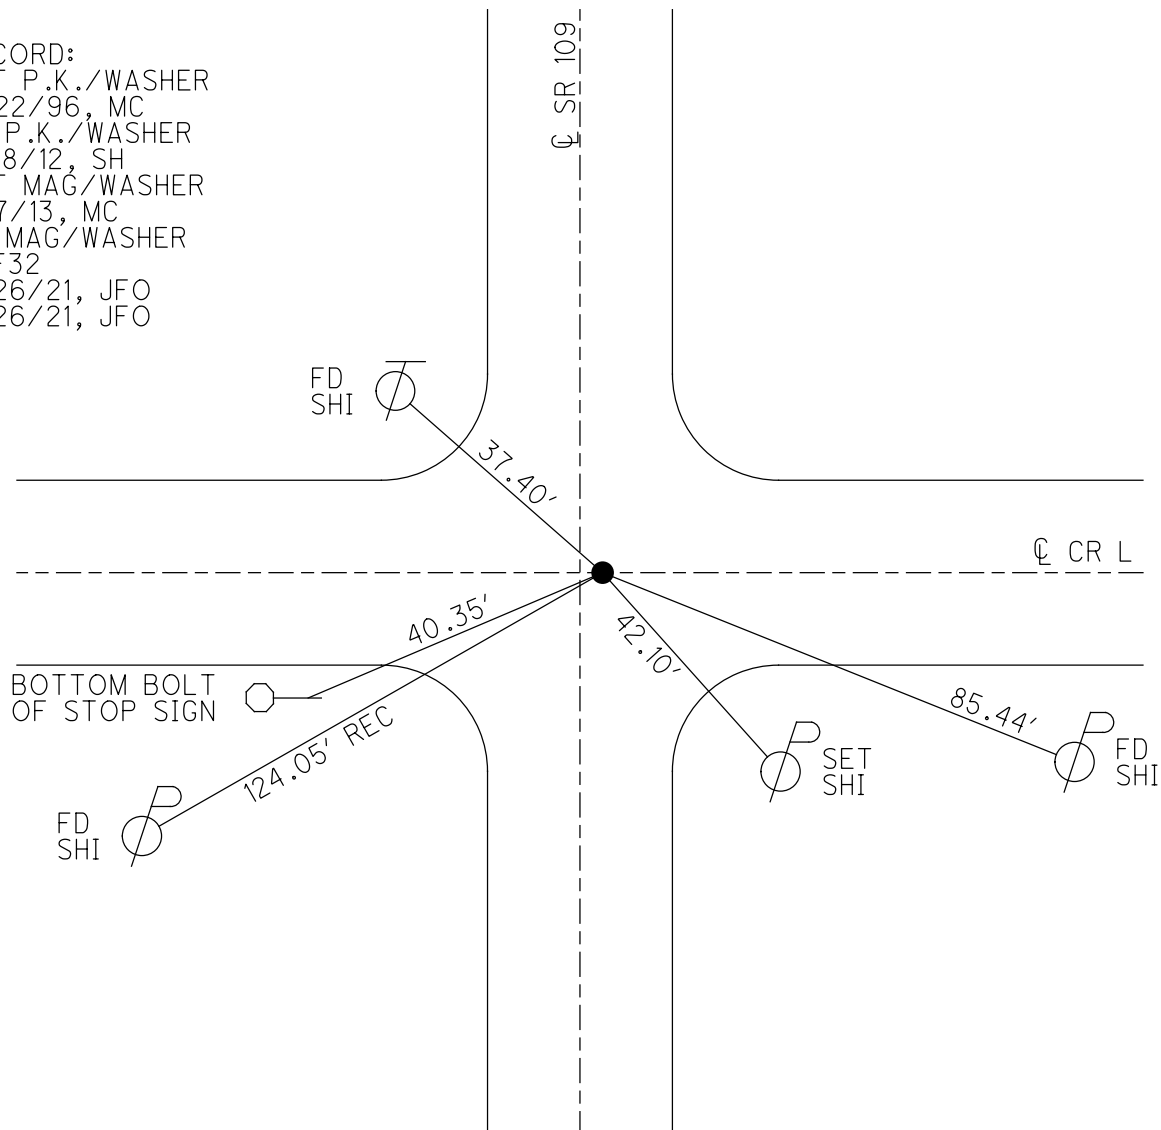 CORD:
T P.K./WASHER
22/96, MC
P.K./WASHER
8/12, SH
T MAG/WASHER
7/13, MC
MAG/WASHER
F32
26/21, JFO
26/21, JFO
℄ SR 109
FD
SHI
37.40'
℄ CR L
40.35'
42.10'
BOTTOM BOLT
OF STOP SIGN
85.44'
124.05' REC
SET
SHI
FD
SHI
FD
SHI